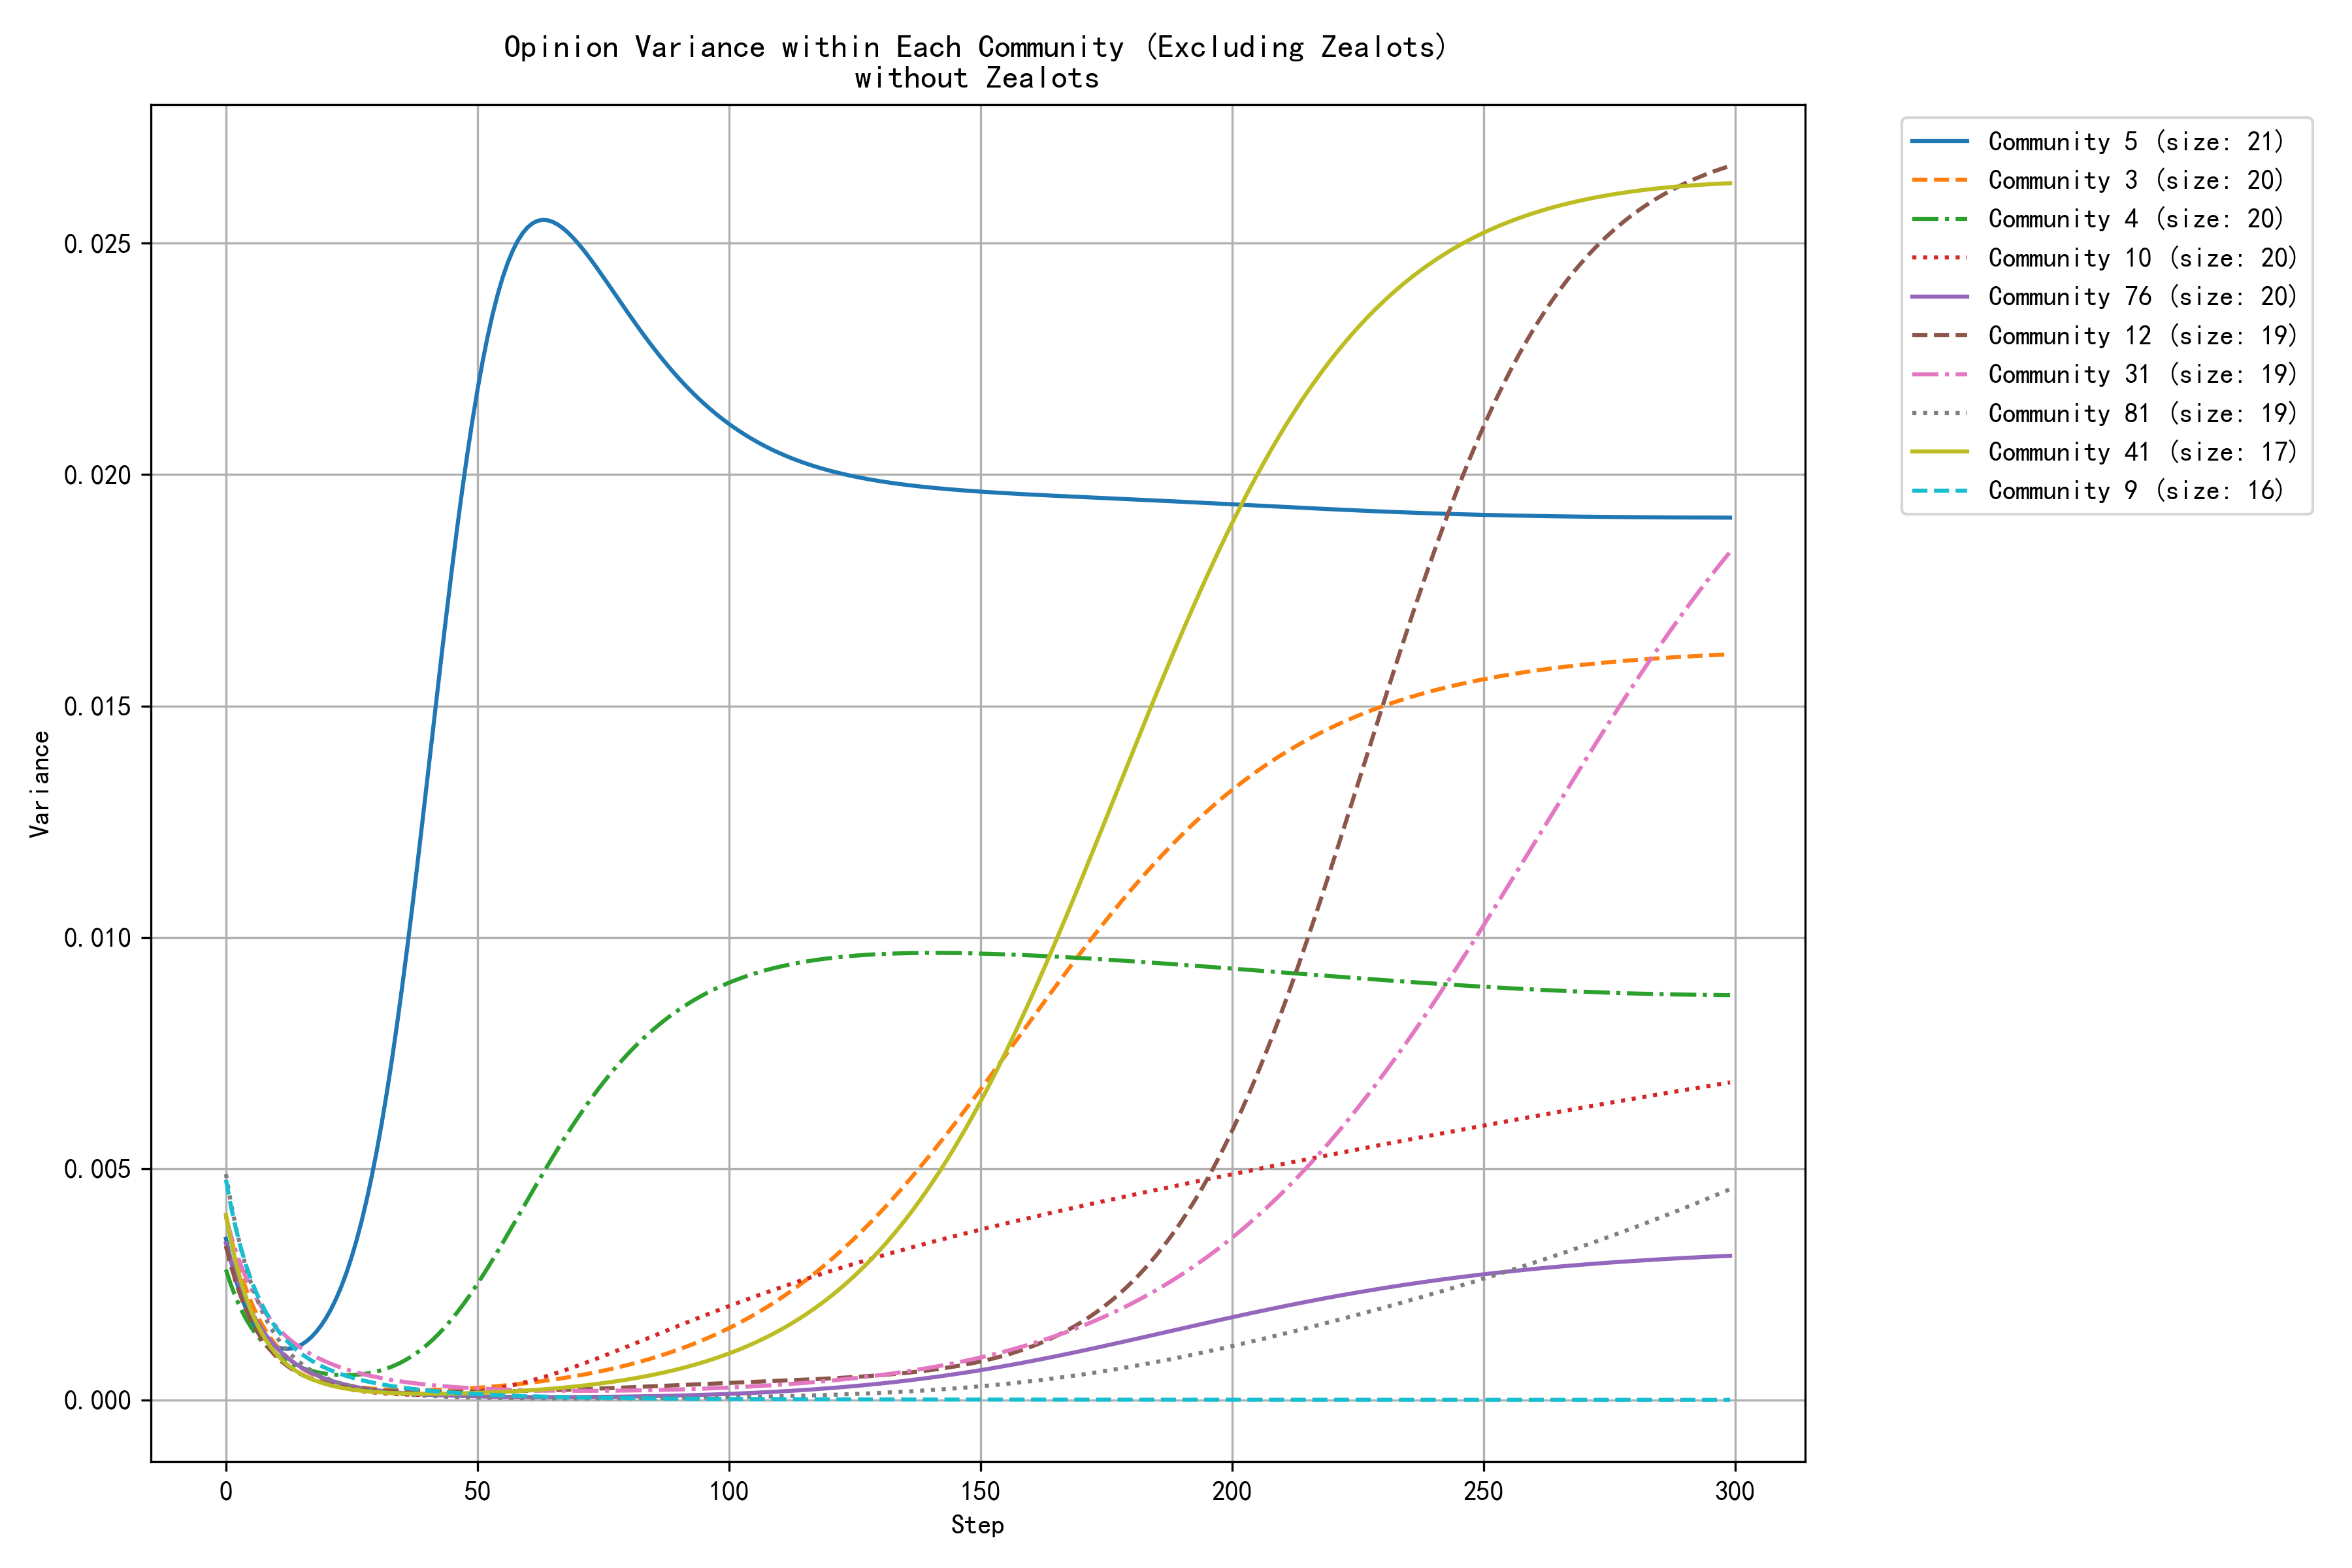 Opinion Variance within Each Community (Excluding Zealots)
without Zealots
Variance
0.025
0.020
0.015
0.010
0.005
0.000
0
50
100
150
200
250
300
Step
Community 5 (size: 21)
Community 3 (size: 20)
Community 4 (size: 20)
Community 10 (size: 20)
Community 76 (size: 20)
Community 12 (size: 19)
Community 31 (size: 19)
Community 81 (size: 19)
Community 41 (size: 17)
Community 9 (size: 16)